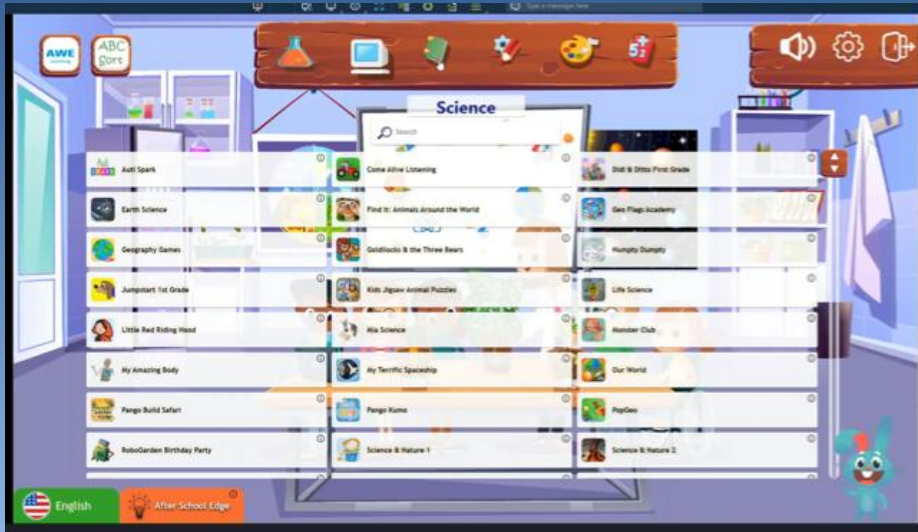 Type a message here
AWE
Learning
ABC
Sort
Science
Search
Auti Spark
Come Alive Listening
Didi & Ditto First Grade
Earth Science
Find It: Animals Around the World
Geo Flags Academy
Geography Games
Goldilocks & the Three Bears
Humpty Dumpty
Jumpstart 1st Grade
Kids Jigsaw Animal Puzzles
Life Science
Little Red Riding Hood
Mia Science
Monster Club
My Amazing Body
My Terrific Spaceship
Our World
Pango Build Safari
Pango Kumo
PopGeo
RoboGarden Birthday Party
Science & Nature 1
Science & Nature 2
English
After School Edge